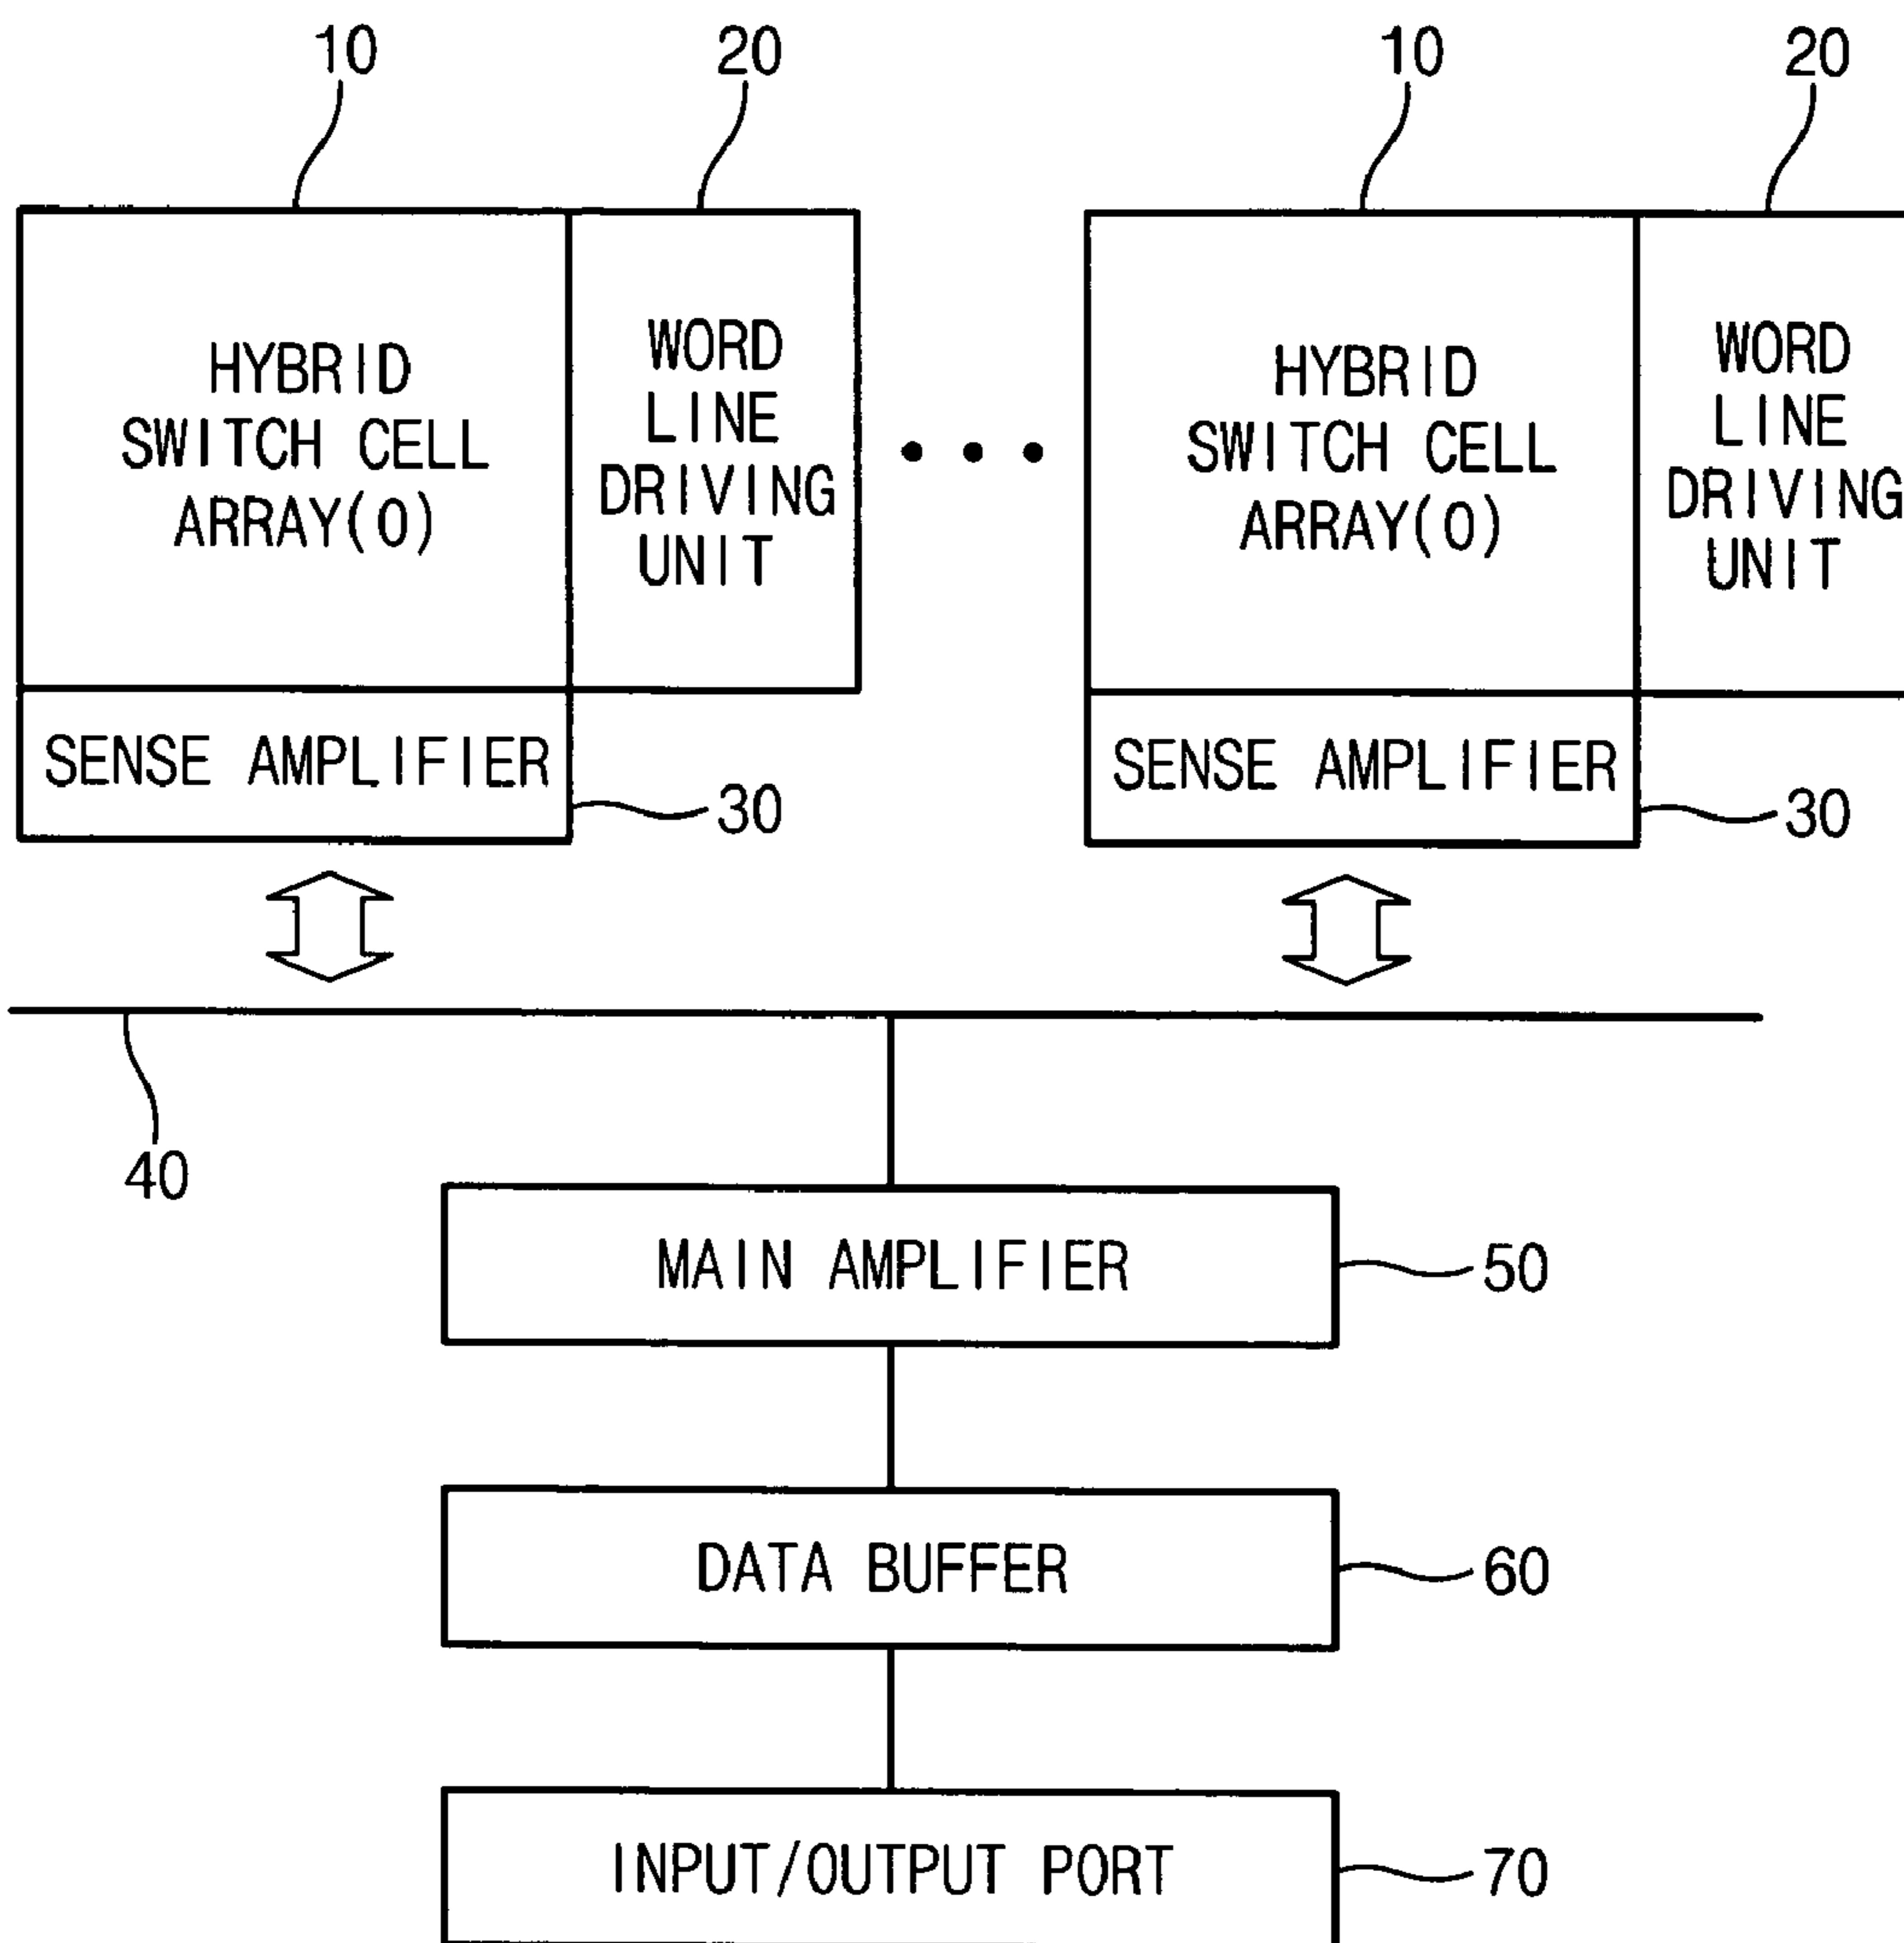 10
20
10
20
HYBRID
SWITCH CELL
ARRAY(0)
WORD
LINE
DRIVING
UNIT
HYBRID
SWITCH CELL
ARRAY(0)
WORD
LINE
DRIVING
UNIT
SENSE AMPLIFIER
30
SENSE AMPLIFIER
30
40
MAIN AMPLIFIER
50
DATA BUFFER
60
INPUT/OUTPUT PORT
70